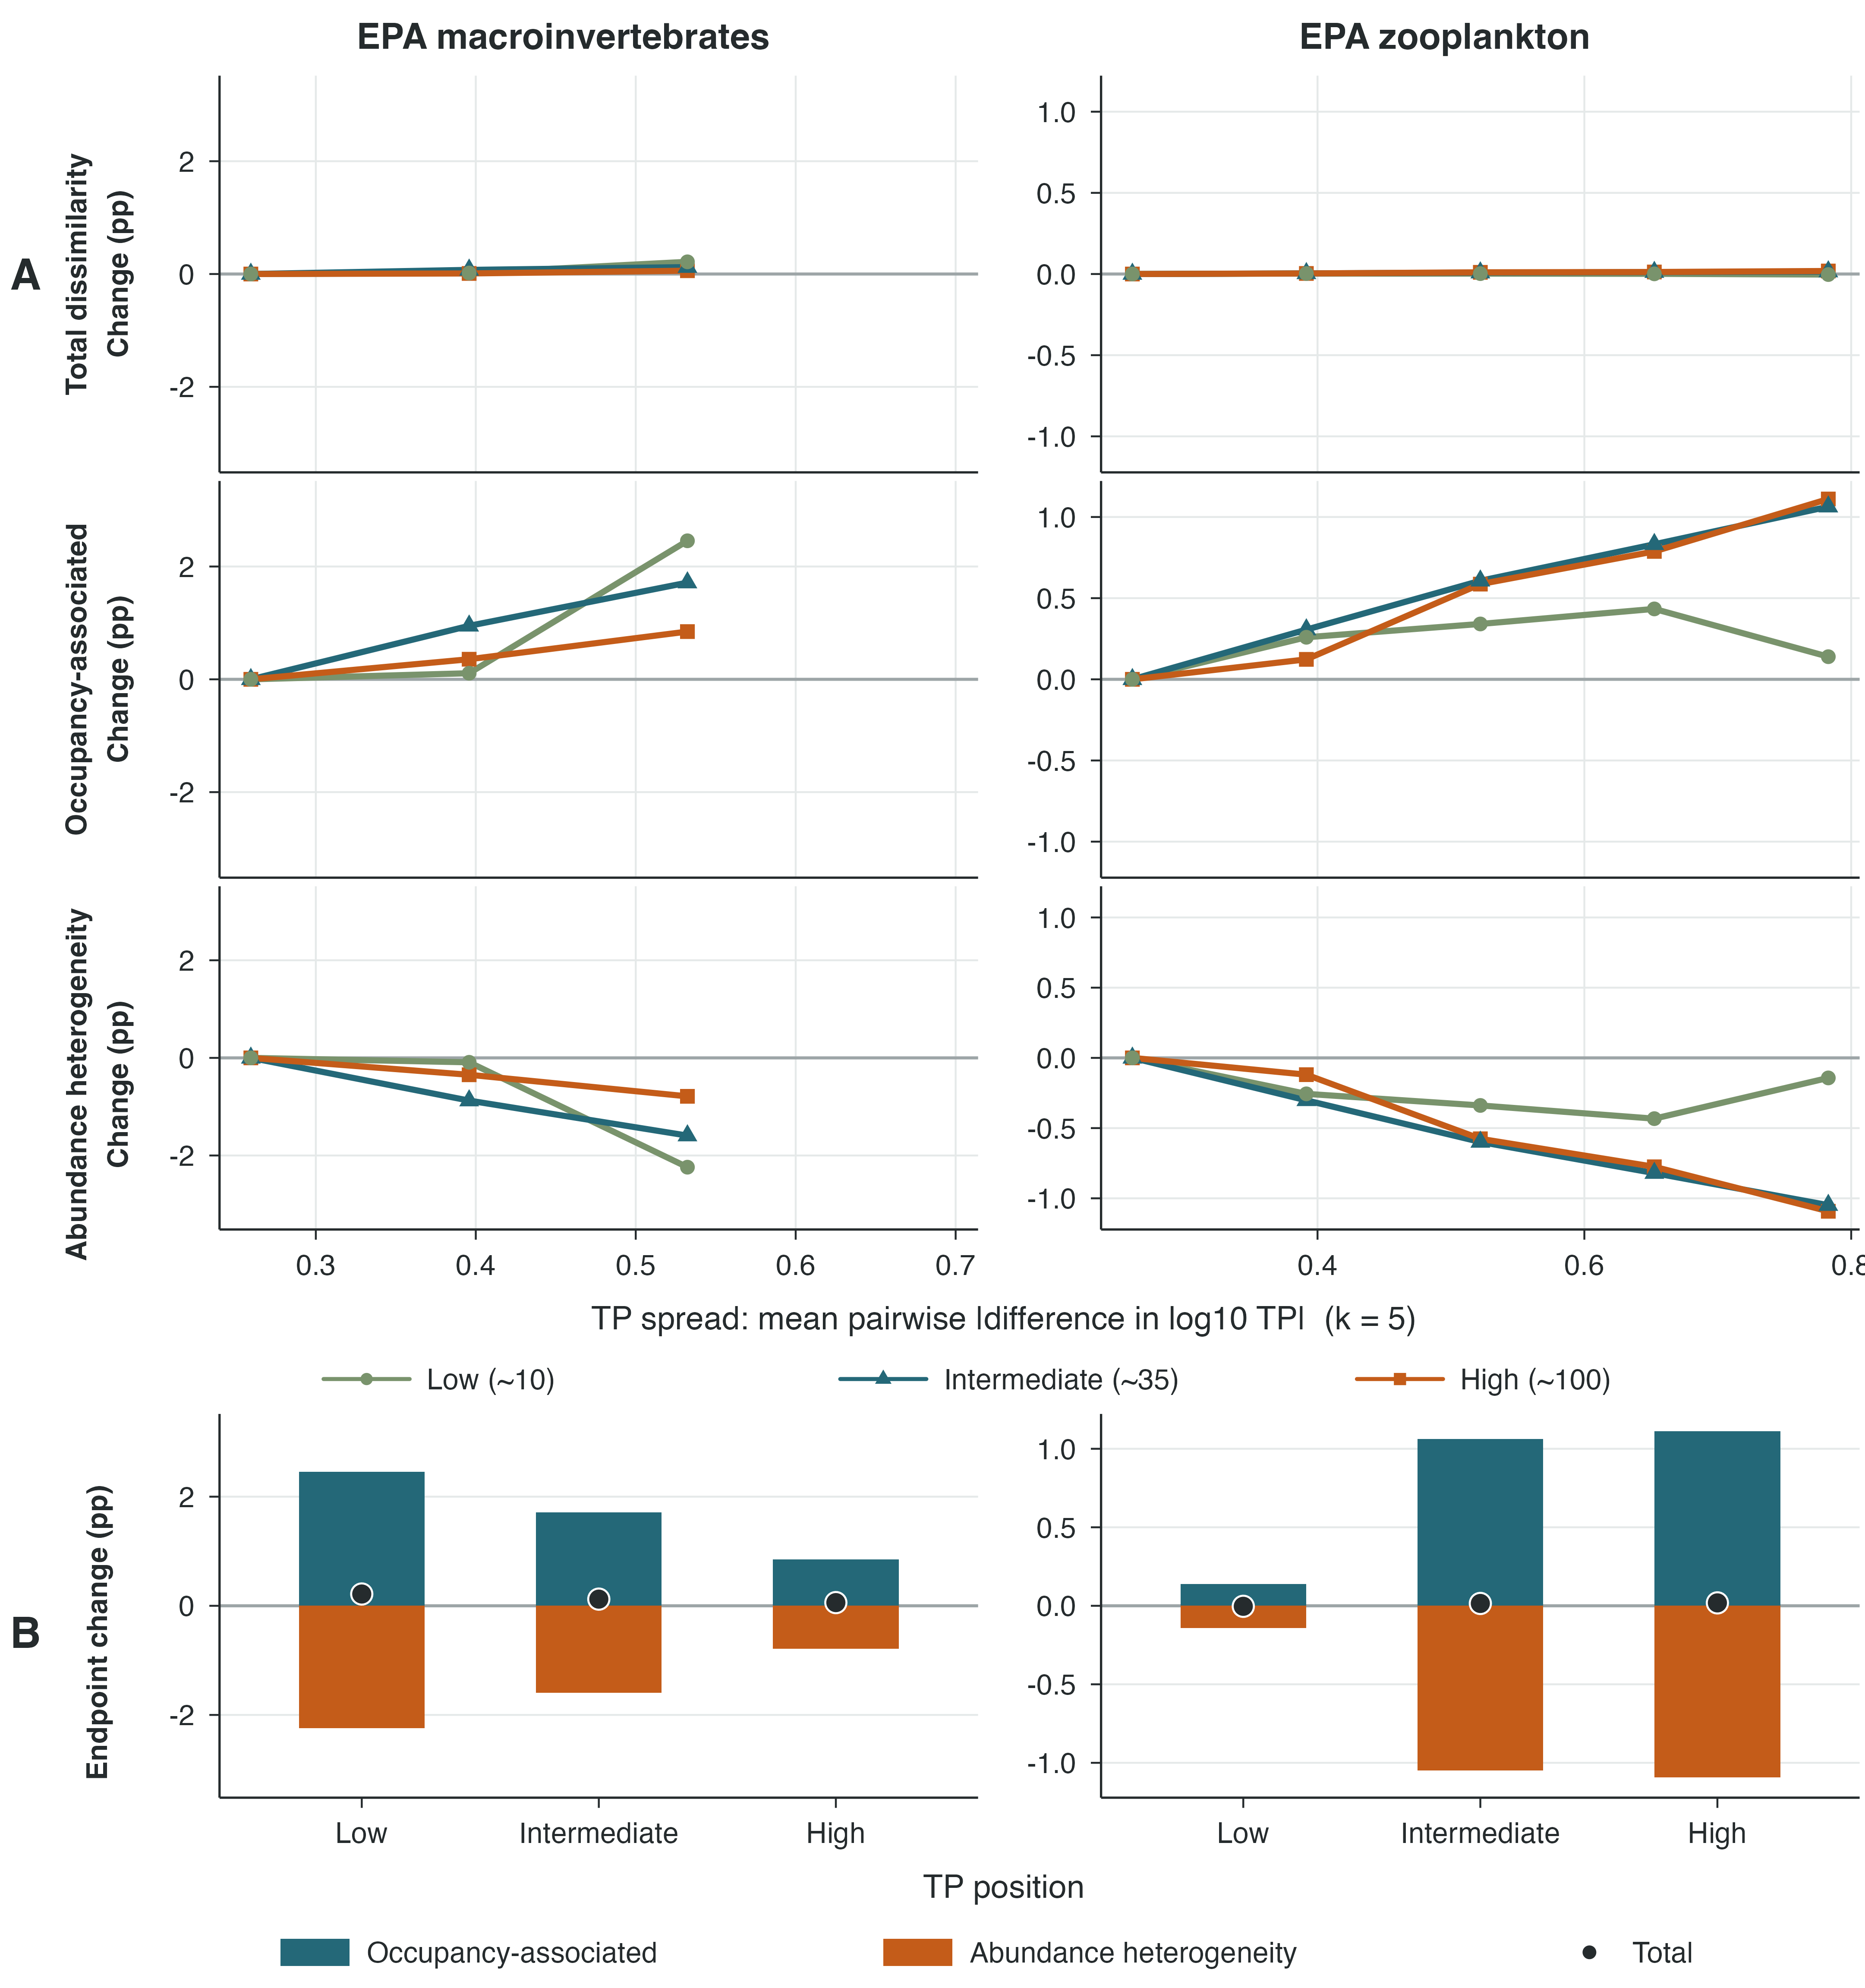 EPA macroinvertebrates
EPA zooplankton
A
Total dissimilarity
Change (pp)
2
0
-2
1.0
0.5
0.0
-0.5
-1.0
Occupancy-associated
Change (pp)
2
0
-2
1.0
0.5
0.0
-0.5
-1.0
Abundance heterogeneity
Change (pp)
2
0
-2
1.0
0.5
0.0
-0.5
-1.0
0.3 0.4 0.5 0.6 0.7
0.4 0.6 0.8
TP spread: mean pairwise |difference in log10 TP| (k = 5)
Low (~10)
Intermediate (~35)
High (~100)
B
Endpoint change (pp)
2
0
-2
1.0
0.5
0.0
-0.5
-1.0
Low Intermediate High
Low Intermediate High
TP position
Occupancy-associated
Abundance heterogeneity
Total